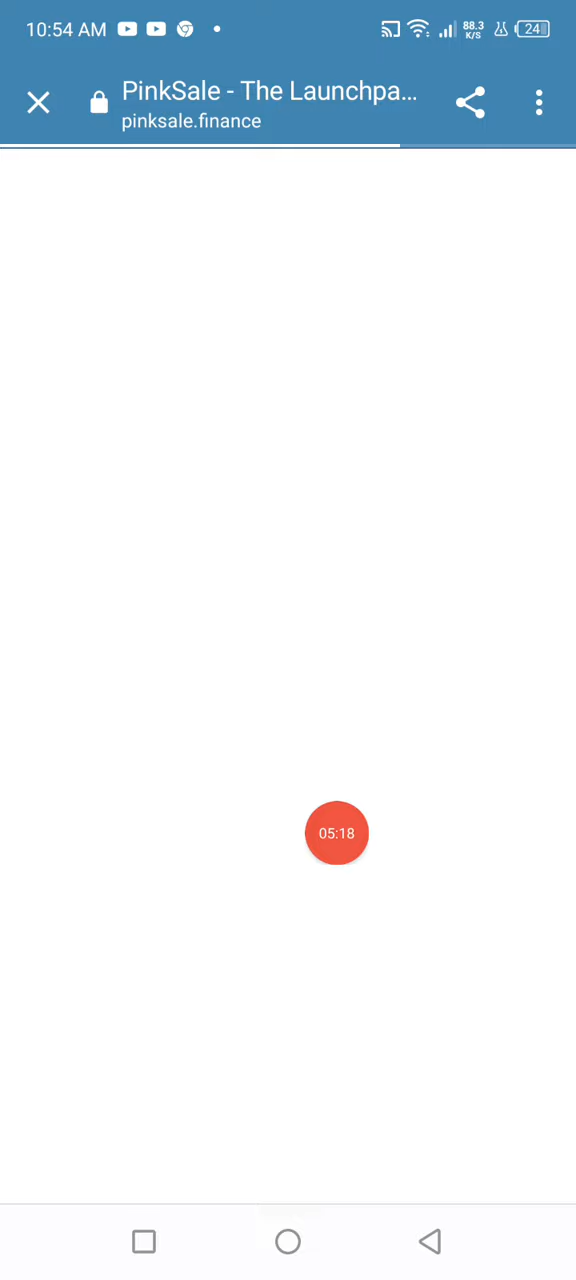 10:54 AM
88.3
K/S
24
PinkSale - The Launchpa...
pinksale.finance
05:18